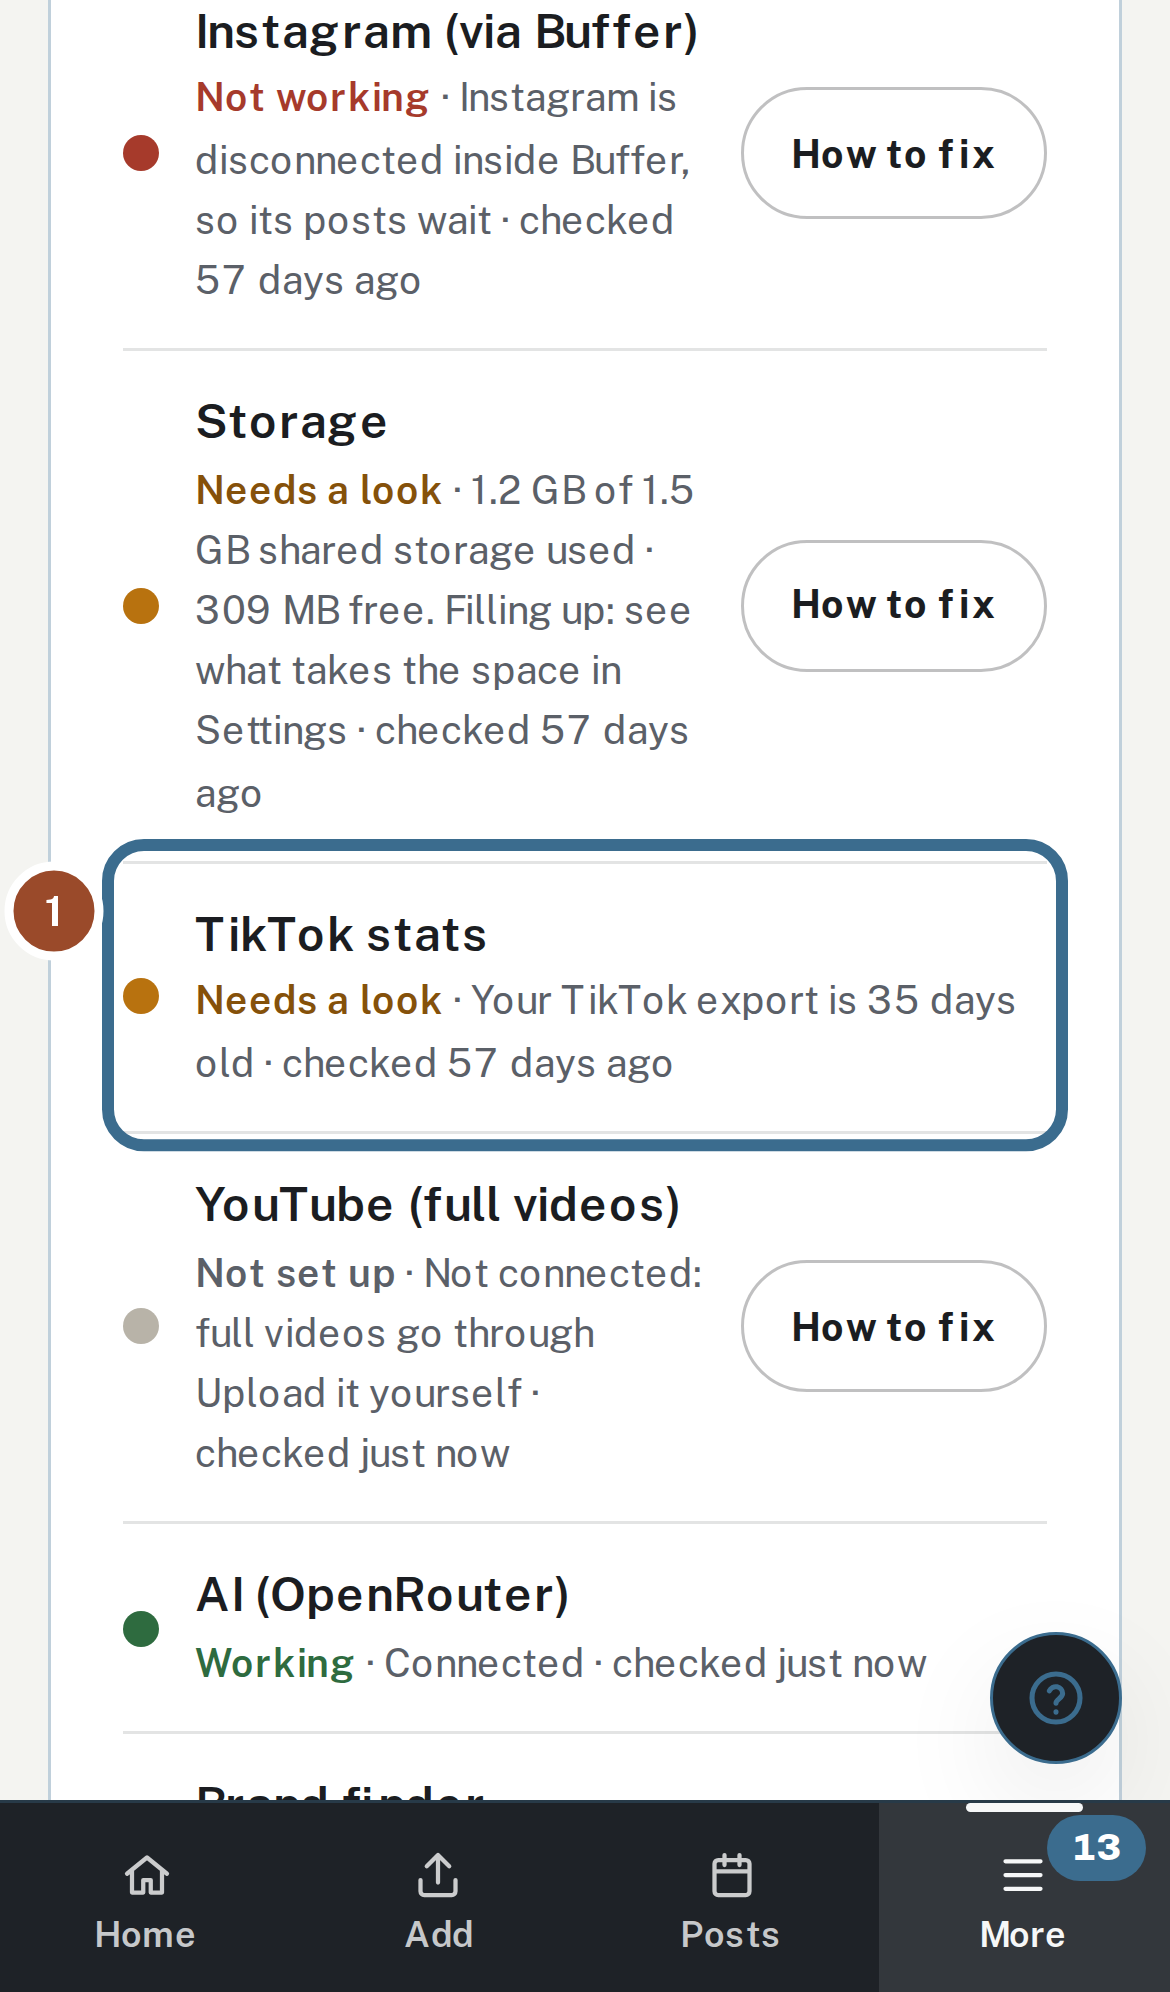 Instagram (via Buffer)
Not working · Instagram is
disconnected inside Buffer,
so its posts wait · checked
57 days ago
How to fix
Storage
Needs a look · 1.2 GB of 1.5
GB shared storage used ·
309 MB free. Filling up: see
what takes the space in
Settings · checked 57 days
ago
How to fix
1
TikTok stats
Needs a look · Your TikTok export is 35 days
old · checked 57 days ago
YouTube (full videos)
Not set up · Not connected:
full videos go through
Upload it yourself ·
checked just now
How to fix
AI (OpenRouter)
Working · Connected · checked just now
Brand finder
13
Home
Add
Posts
More